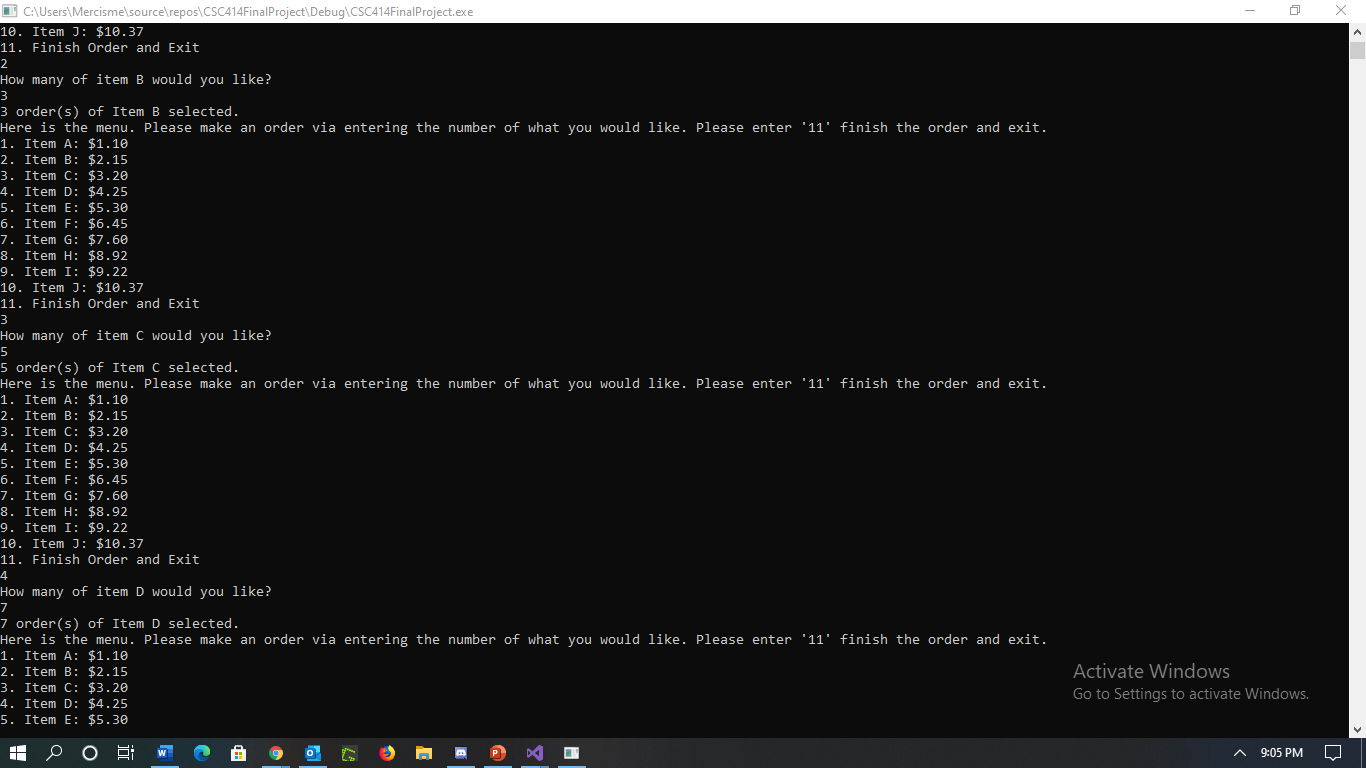 C:\Users\Mercisme\source\repos\CSC414FinalProject\Debug\CSC414FinalProject.exe
10. Item J: $10.37
11. Finish Order and Exit
2
How many of item B would you like?
3
3 order(s) of Item B selected.
Here is the menu. Please make an order via entering the number of what you would like. Please enter '11' finish the order and exit.
1. Item A: $1.10
2. Item B: $2.15
3. Item C: $3.20
4. Item D: $4.25
5. Item E: $5.30
6. Item F: $6.45
7. Item G: $7.60
8. Item H: $8.92
9. Item I: $9.22
10. Item J: $10.37
11. Finish Order and Exit
3
How many of item C would you like?
5
5 order(s) of Item C selected.
Here is the menu. Please make an order via entering the number of what you would like. Please enter '11' finish the order and exit.
1. Item A: $1.10
2. Item B: $2.15
3. Item C: $3.20
4. Item D: $4.25
5. Item E: $5.30
6. Item F: $6.45
7. Item G: $7.60
8. Item H: $8.92
9. Item I: $9.22
10. Item J: $10.37
11. Finish Order and Exit
4
How many of item D would you like?
7
7 order(s) of Item D selected.
Here is the menu. Please make an order via entering the number of what you would like. Please enter '11' finish the order and exit.
1. Item A: $1.10
2. Item B: $2.15
3. Item C: $3.20
4. Item D: $4.25
5. Item E: $5.30
Activate Windows
Go to Settings to activate Windows.
9:05 PM